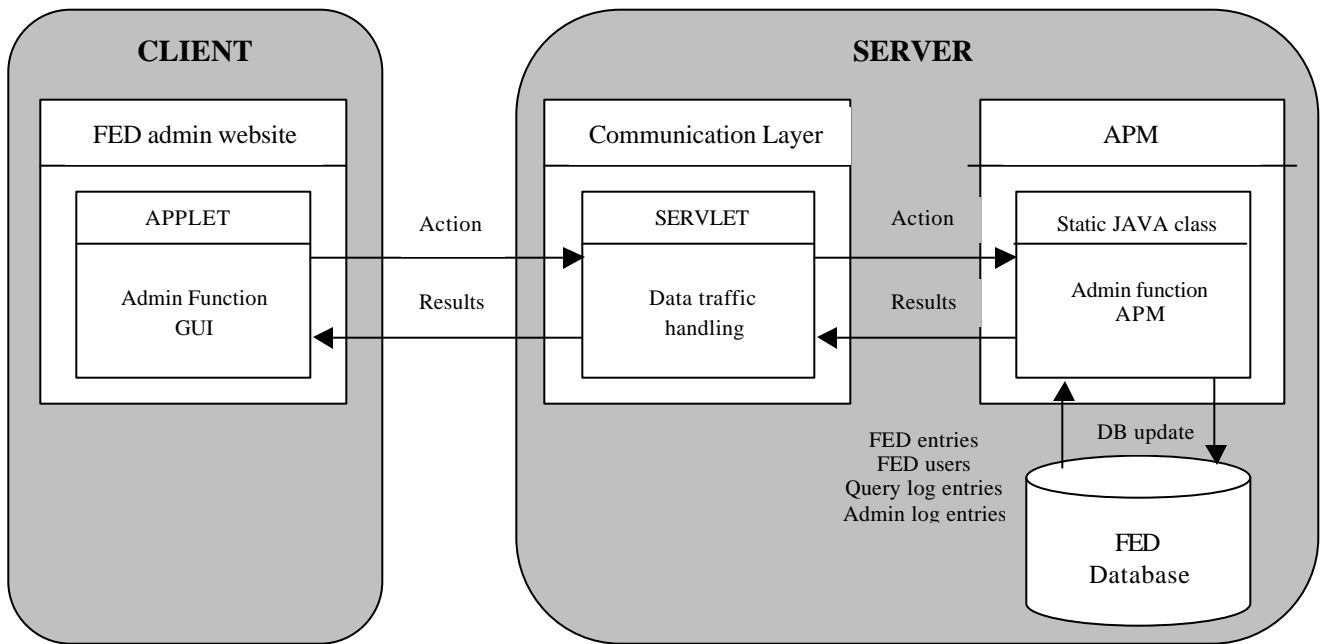 CLIENT
SERVER
FED admin website
Communication Layer
APM
APPLET
Action
SERVLET
Action
Static JAVA class
Admin Function
GUI
Results
Data traffic
handling
Results
Admin function
APM
FED entries
FED users
Query log entries
Admin log entries
DB update
FED
Database